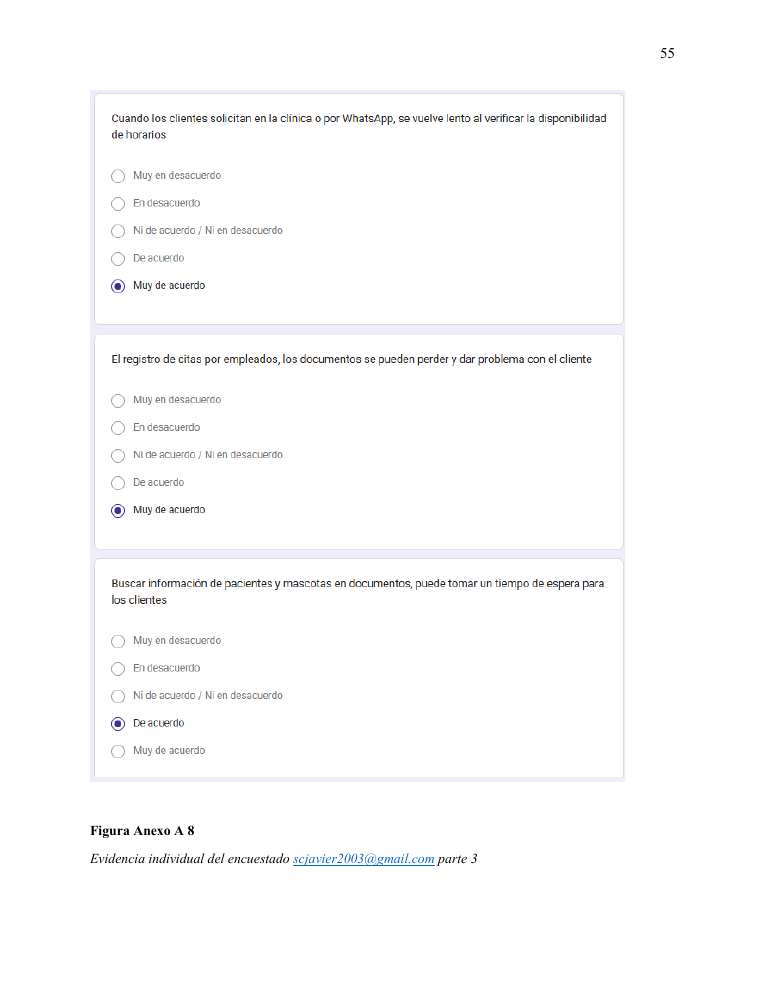 55
Cuando los clientes solicitan en la clínica o por WhatsApp, se vuelve lento al verificar la disponibilidad
de horarios
Muy en desacuerdo
En desacuerdo
Ni de acuerdo / Ni en desacuerdo
De acuerdo
Muy de acuerdo
El registro de citas por empleados, los documentos se pueden perder y dar problema con el cliente
Muy en desacuerdo
En desacuerdo
Ni de acuerdo / Ni en desacuerdo
De acuerdo
Muy de acuerdo
Buscar información de pacientes y mascotas en documentos, puede tomar un tiempo de espera para
los clientes
Muy en desacuerdo
En desacuerdo
Ni de acuerdo / Ni en desacuerdo
De acuerdo
Muy de acuerdo
Figura Anexo A 8
Evidencia individual del encuestado scjavier2003@gmail.com parte 3